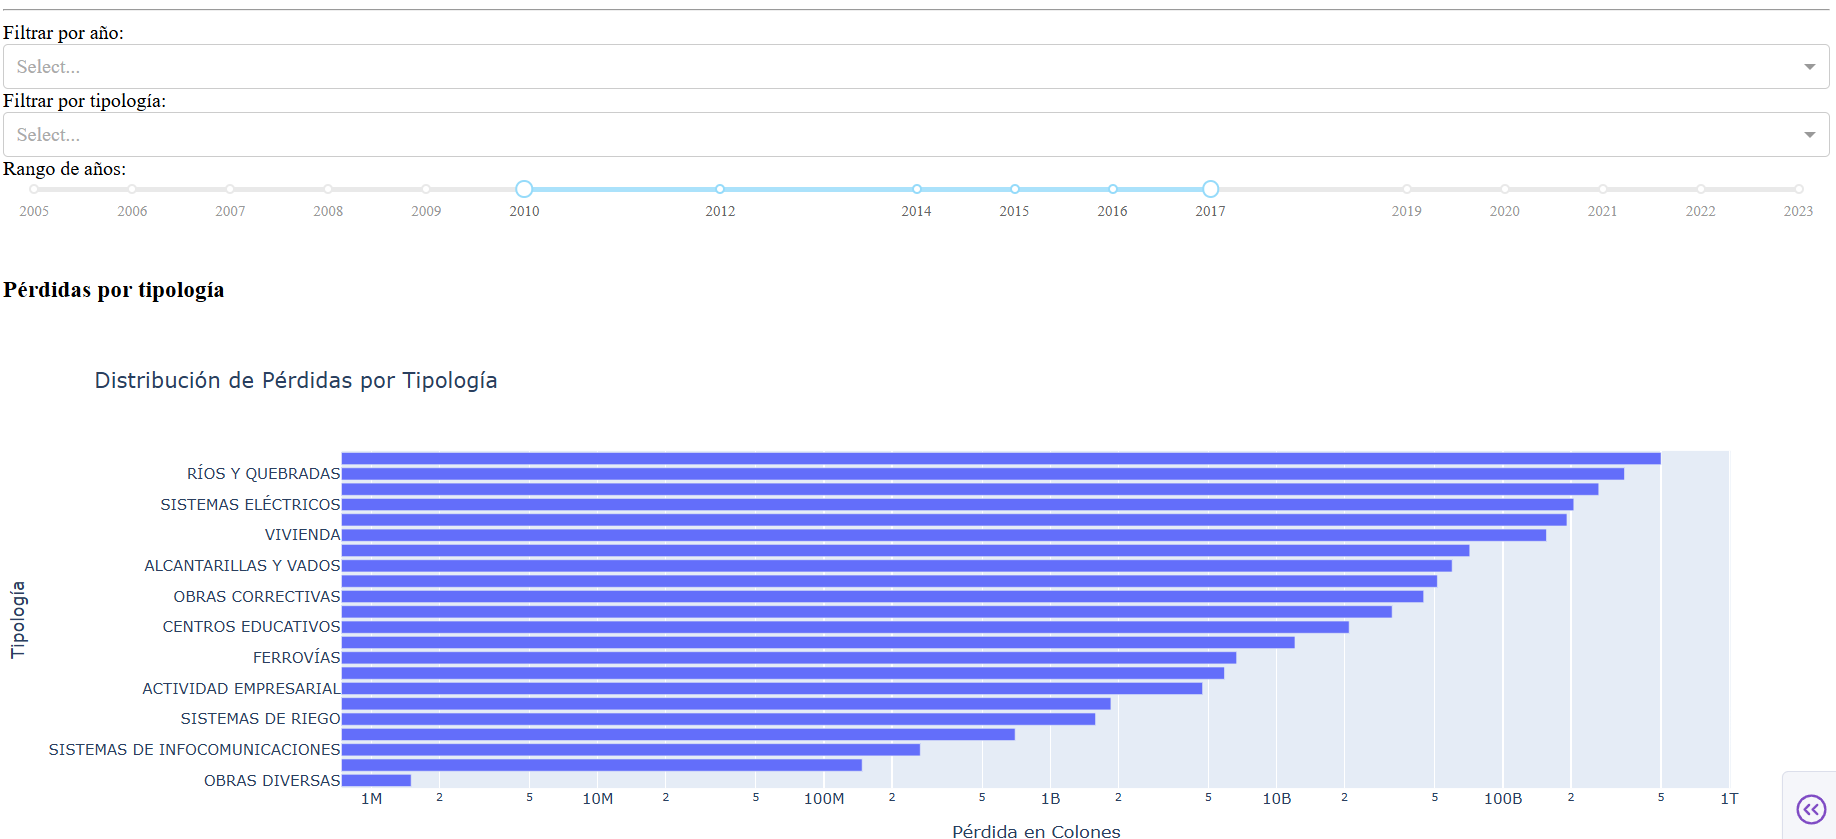 Filtrar por año:
Select...
Filtrar por tipología:
Select...
Rango de años:
2005 2006 2007 2008 2009 2010 2012 2014 2015 2016 2017 2019 2020 2021 2022 2023
Pérdidas por tipología
Distribución de Pérdidas por Tipología
Tipología
RÍOS Y QUEBRADAS
SISTEMAS ELÉCTRICOS
VIVIENDA
ALCANTARILLAS Y VADOS
OBRAS CORRECTIVAS
CENTROS EDUCATIVOS
FERROVÍAS
ACTIVIDAD EMPRESARIAL
SISTEMAS DE RIEGO
SISTEMAS DE INFOCOMUNICACIONES
OBRAS DIVERSAS
1M 2 5 10M 2 5 100M 2 5 1B 2 5 10B 2 5 100B 2 5 1T
Pérdida en Colones